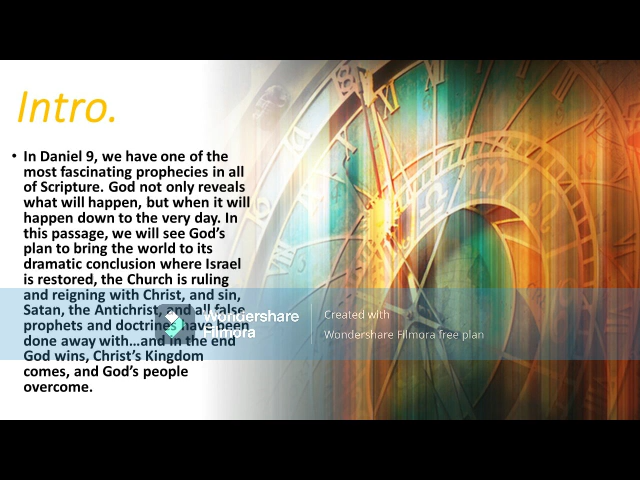 Intro.
• In Daniel 9, we have one of the
most fascinating prophecies in all
of Scripture. God not only reveals
what will happen, but when it will
happen down to the very day. In
this passage, we will see God’s
plan to bring the world to its
dramatic conclusion where Israel
is restored, the Church is ruling
and reigning with Christ, and sin,
Satan, the Antichrist, and all false
prophets and doctrines have been
done away with…and in the end
God wins, Christ’s Kingdom
comes, and God’s people
overcome.
Wondershare
Filmora
Created with
Wondershare Filmora free plan